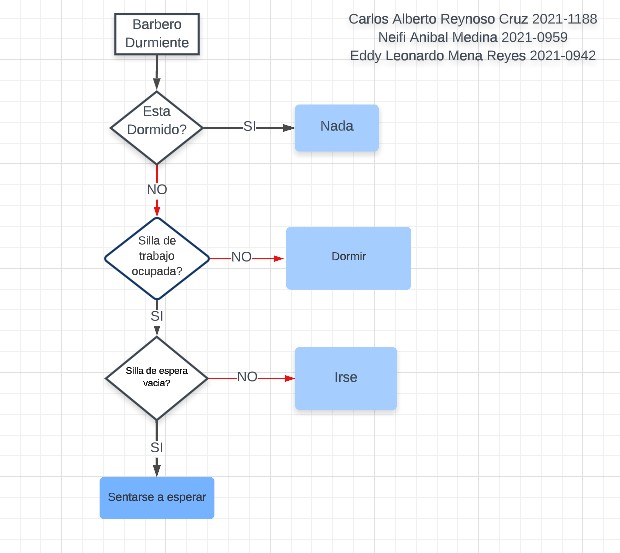 Carlos Alberto Reynoso Cruz 2021-1188
Neifi Anibal Medina 2021-0959
Eddy Leonardo Mena Reyes 2021-0942
Barbero
Durmiente
Esta
Dormido?
SI
Nada
NO
Silla de
trabajo
ocupada?
NO
Dormir
SI
Silla de espera
vacia?
NO
Irse
SI
Sentarse a esperar